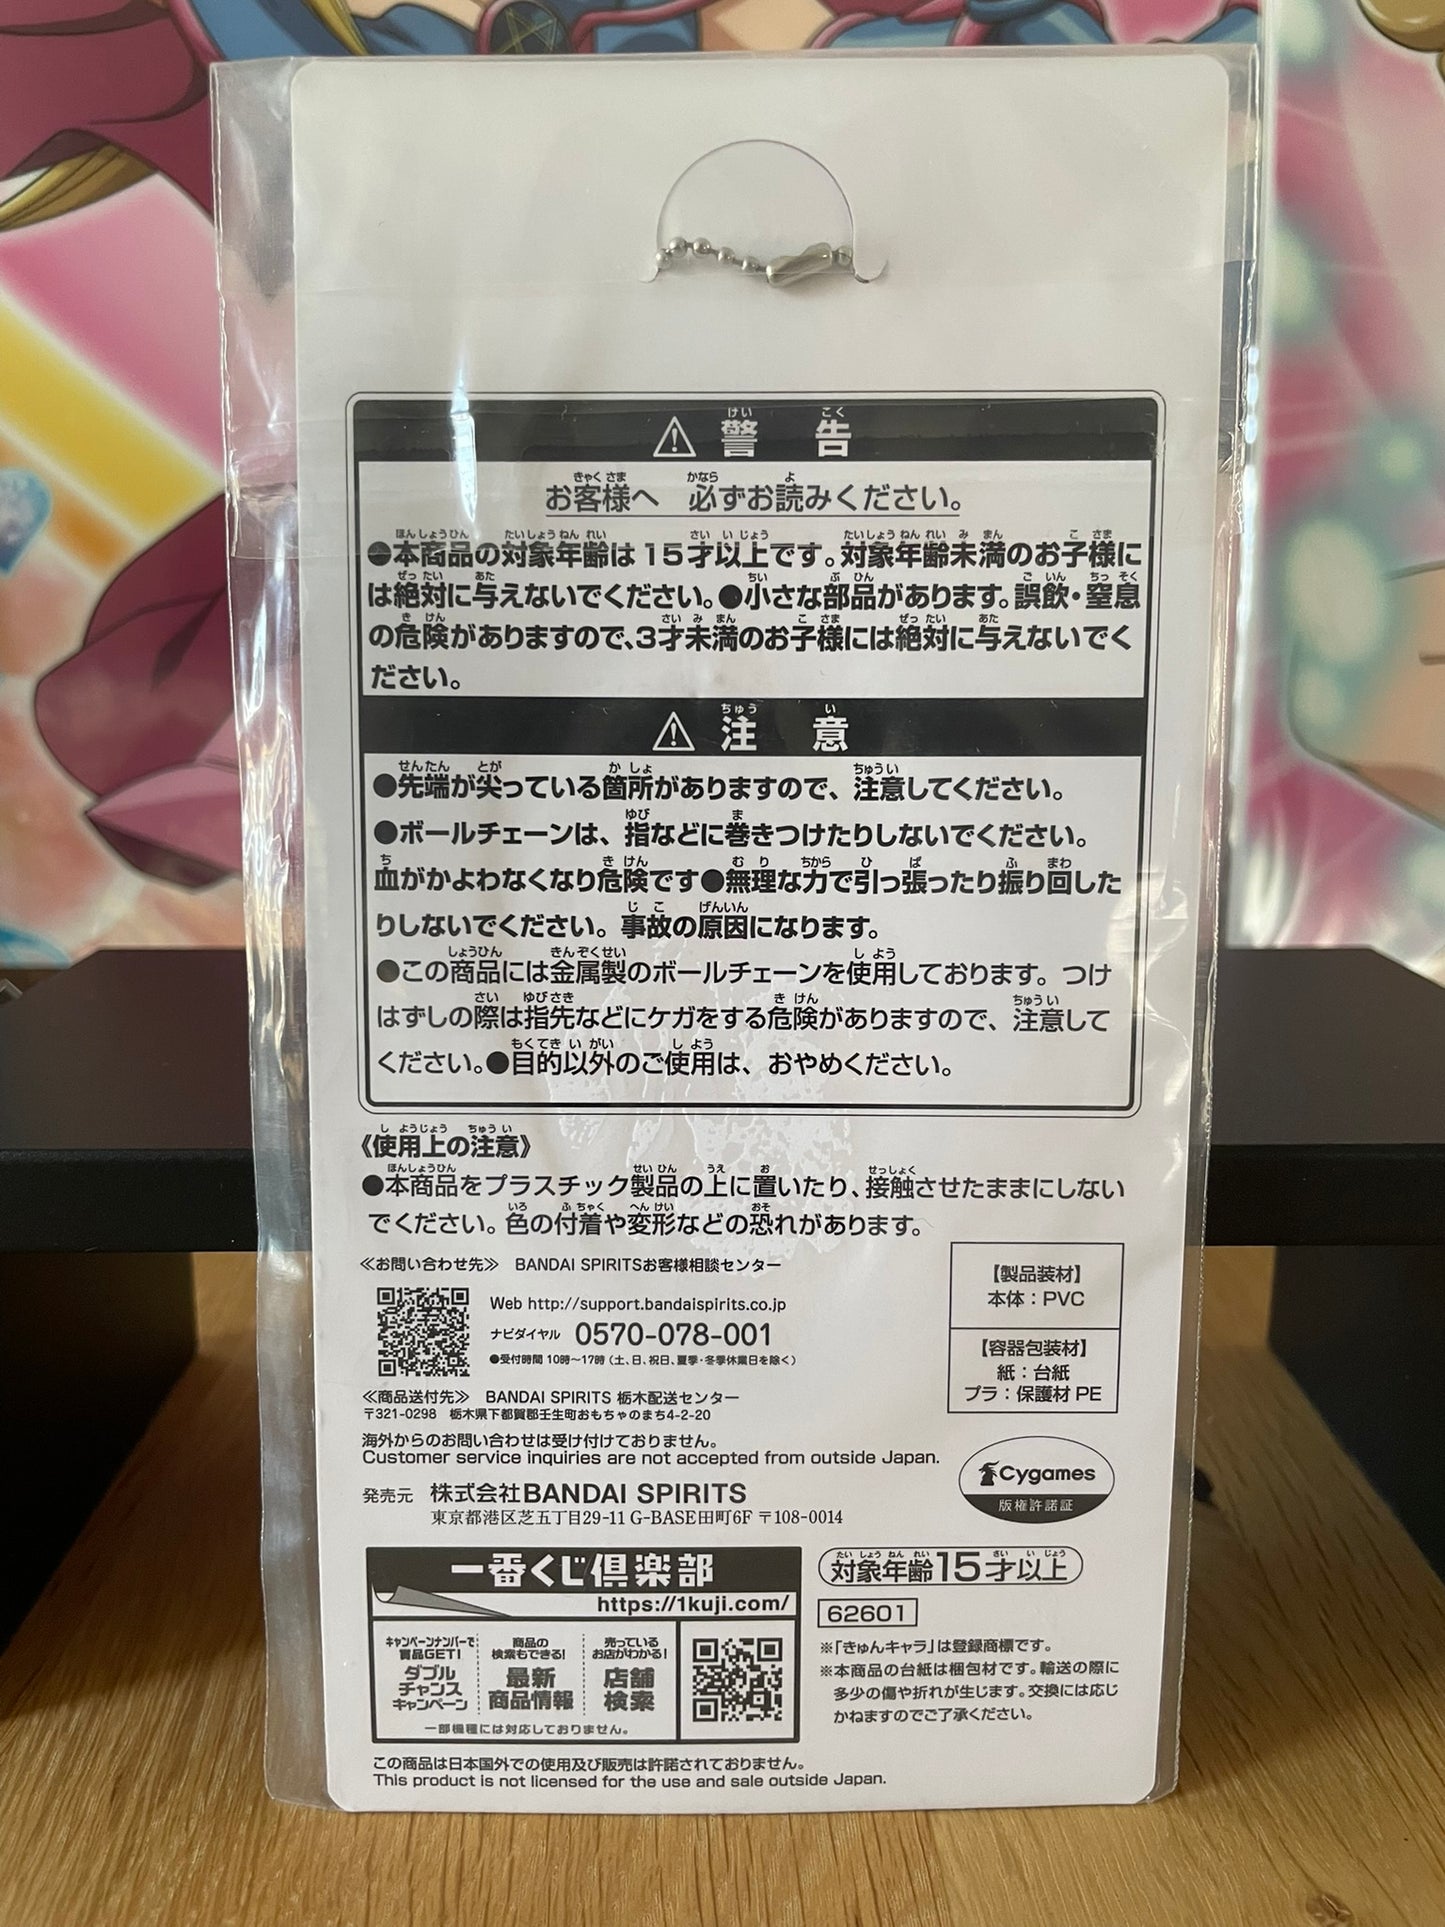 ⚠ 警告
お客様へ 必ずお読みください。
●本商品の対象年齢は15才以上です。対象年齢未満のお子様に
は絶対に与えないでください。●小さな部品があります。誤飲・窒息
の危険がありますので、3才未満のお子様には絶対に与えないでく
ださい。
⚠ 注意
●先端が尖っている箇所がありますので、注意してください。
●ボールチェーンは、指などに巻きつけたりしないでください。
血がかよわなくなり危険です●無理な力で引っ張ったり振り回した
りしないでください。事故の原因になります。
●この商品には金属製のボールチェーンを使用しております。つけ
はずしの際は指先などにケガをする危険がありますので、注意して
ください。●目的以外のご使用は、おやめください。
《使用上の注意》
●本商品をプラスチック製品の上に置いたり、接触させたままにしない
でください。色の付着や変形などの恐れがあります。
≪お問い合わせ先≫ BANDAI SPIRITSお客様相談センター
Web http://support.bandaispirits.co.jp
ナビダイヤル 0570-078-001
●受付時間 10時〜17時(土、日、祝日、夏季・冬季休業日を除く)
≪商品送付先≫ BANDAI SPIRITS 栃木配送センター
〒321-0298 栃木県下都賀郡壬生町おもちゃのまち4-2-20
海外からのお問い合わせは受け付けておりません。
Customer service inquiries are not accepted from outside Japan.
発売元 株式会社BANDAI SPIRITS
東京都港区芝五丁目29-11 G-BASE田町6F 〒108-0014
【製品装材】
本体:PVC
【容器包装材】
紙:台紙
プラ:保護材 PE
Cygames
版権許諾証
一番くじ倶楽部
https://1kuji.com/
キャンペーンナンバーで
賞品GET!
ダブル
チャンス
キャンペーン
商品の
検索もできる!
最新
商品情報
売っている
お店がわかる!
店舗
検索
一部機種には対応しておりません。
対象年齢15才以上
62601
※「きゅんキャラ」は登録商標です。
※本商品の台紙は梱包材です。輸送の際に
多少の傷や折れが生じます。交換には応じ
かねますのでご了承ください。
この商品は日本国外での使用及び販売は許諾されておりません。
This product is not licensed for the use and sale outside Japan.